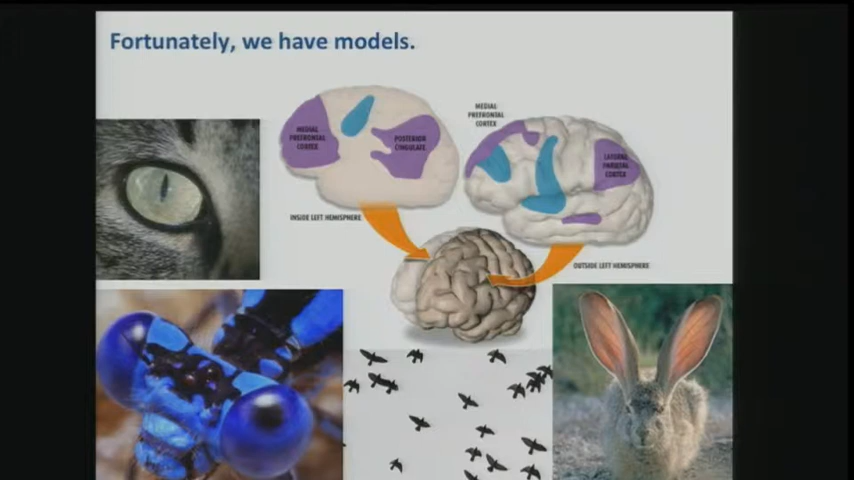 Fortunately, we have models.
MEDIAL
PREFRONTAL
CORTEX
POSTERIOR
CINGULATE
INSIDE LEFT HEMISPHERE
MEDIAL
PREFRONTAL
CORTEX
LATERAL
PARIETAL
CORTEX
OUTSIDE LEFT HEMISPHERE